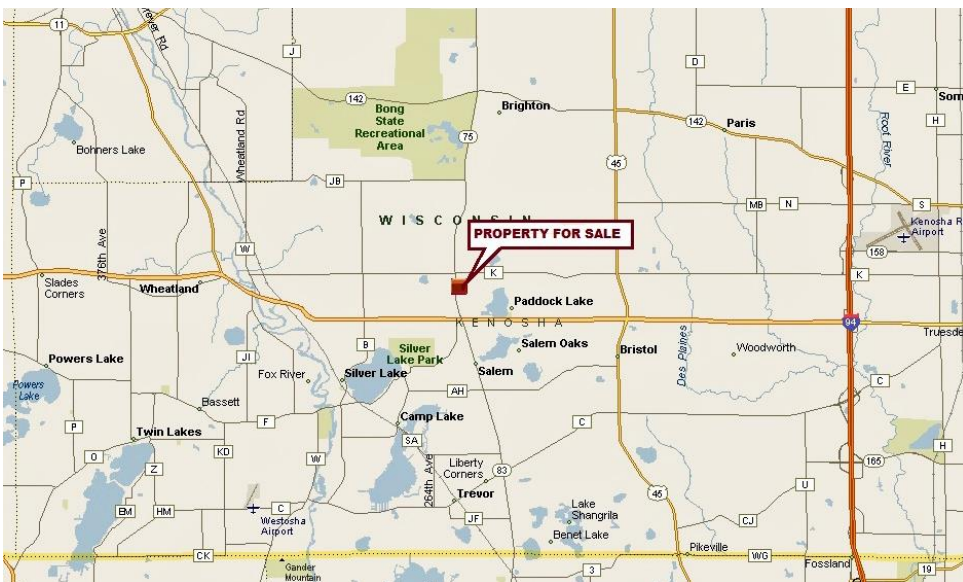 11
rever Rd
J
D
E
Som
142
Bong
State
Recreational
Area
Brighton
142
Paris
H
Root River
Bohners Lake
Wheatland Rd
75
45
P
JB
MB
N
S
WISCONSIN
Kenosha R
Airport
376th Ave
W
PROPERTY FOR SALE
158
K
K
Slades
Corners
Wheatland
Paddock Lake
KENOSHA
94
Truesde
Powers Lake
B
Silver
Lake Park
Salem Oaks
Bristol
Des Plaines
Woodworth
JI
Fox River
Silver Lake
Salem
Powers
Lake
AH
C
Bassett
P
F
Camp Lake
C
Twin Lakes
SA
H
O
KD
W
Liberty
Corners
83
165
Z
264th Ave
Trevor
45
U
EM
HM
C
Westosha
Airport
JF
Lake
Shangrila
CJ
Benet Lake
Pikeville
CK
WG
Fossland
Gander
Mountain
3
19